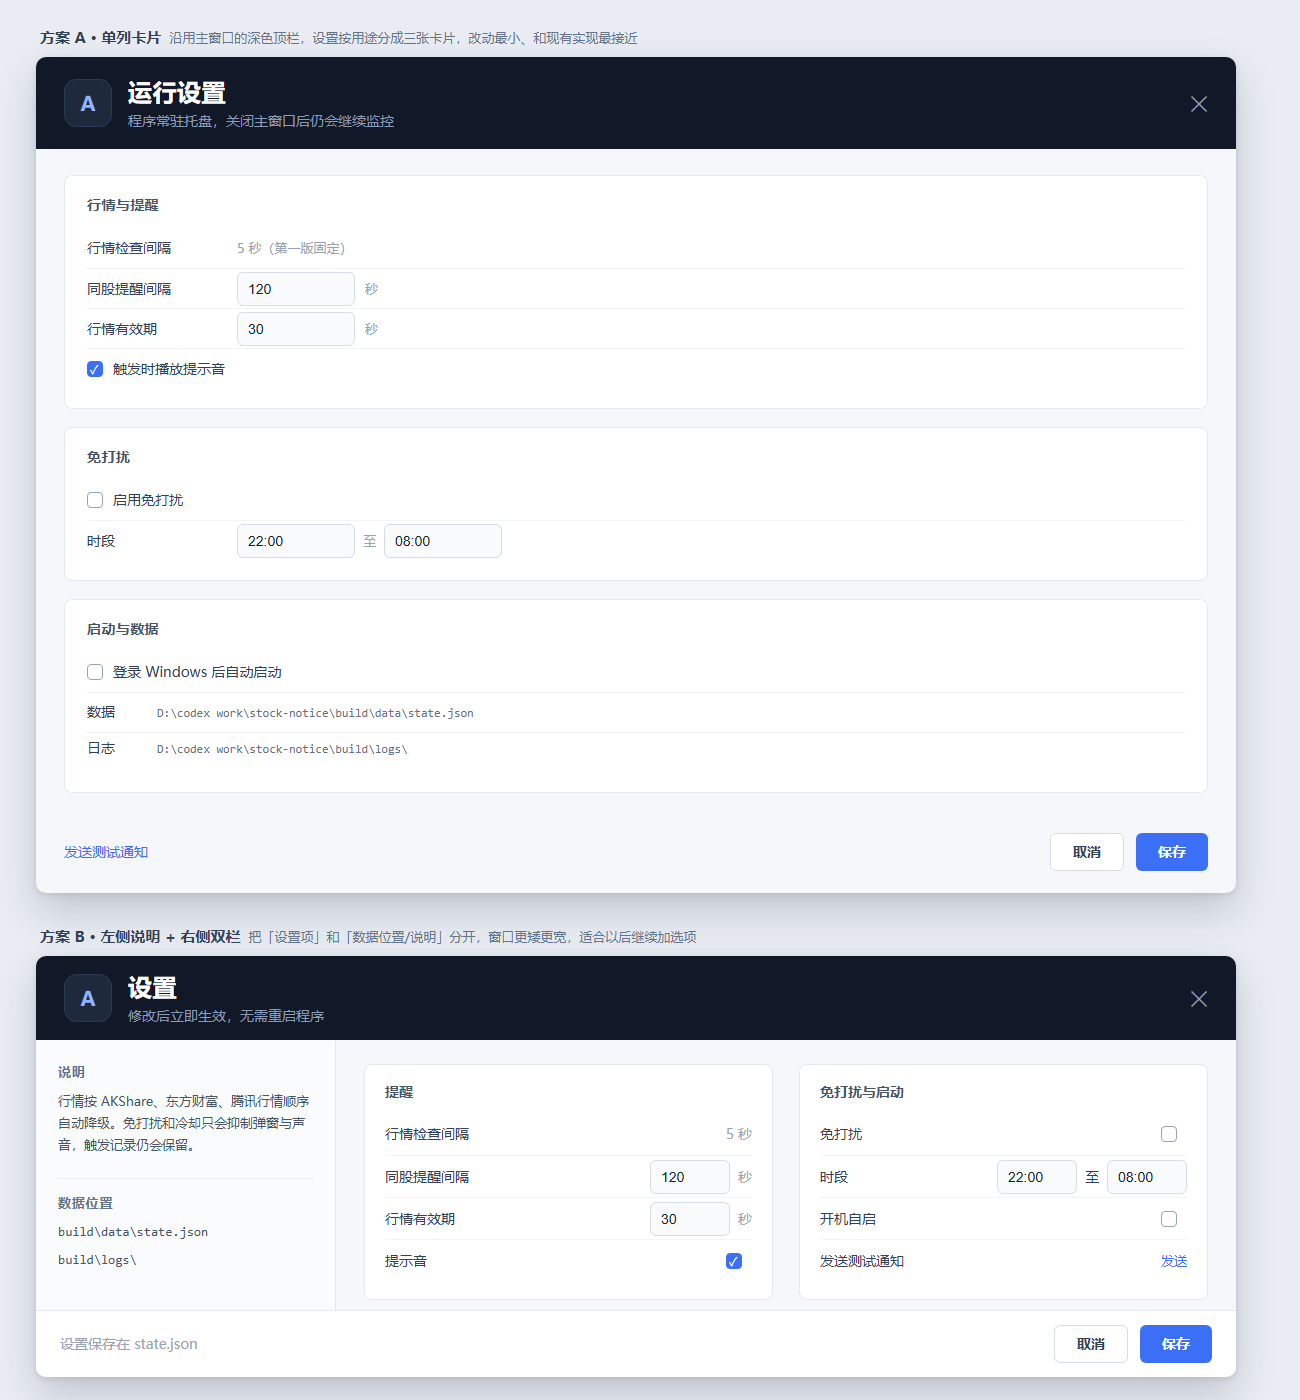 方案 A • 单列卡片 沿用主窗口的深色顶栏，设置按用途分成三张卡片，改动最小、和现有实现最接近
A
运行设置
程序常驻托盘，关闭主窗口后仍会继续监控
行情与提醒
行情检查间隔 5 秒（第一版固定）
同股提醒间隔 120 秒
行情有效期 30 秒
触发时播放提示音
免打扰
启用免打扰
时段 22:00 至 08:00
启动与数据
登录 Windows 后自动启动
数据 D:\codex work\stock-notice\build\data\state.json
日志 D:\codex work\stock-notice\build\logs\
发送测试通知 取消 保存
方案 B • 左侧说明 + 右侧双栏 把「设置项」和「数据位置/说明」分开，窗口更矮更宽，适合以后继续加选项
A
设置
修改后立即生效，无需重启程序
说明
行情按 AKShare、东方财富、腾讯行情顺序
自动降级。免打扰和冷却只会抑制弹窗与声
音，触发记录仍会保留。
数据位置
build\data\state.json
build\logs\
提醒
行情检查间隔 5 秒
同股提醒间隔 120 秒
行情有效期 30 秒
提示音
免打扰与启动
免打扰
时段 22:00 至 08:00
开机自启
发送测试通知 发送
设置保存在 state.json 取消 保存